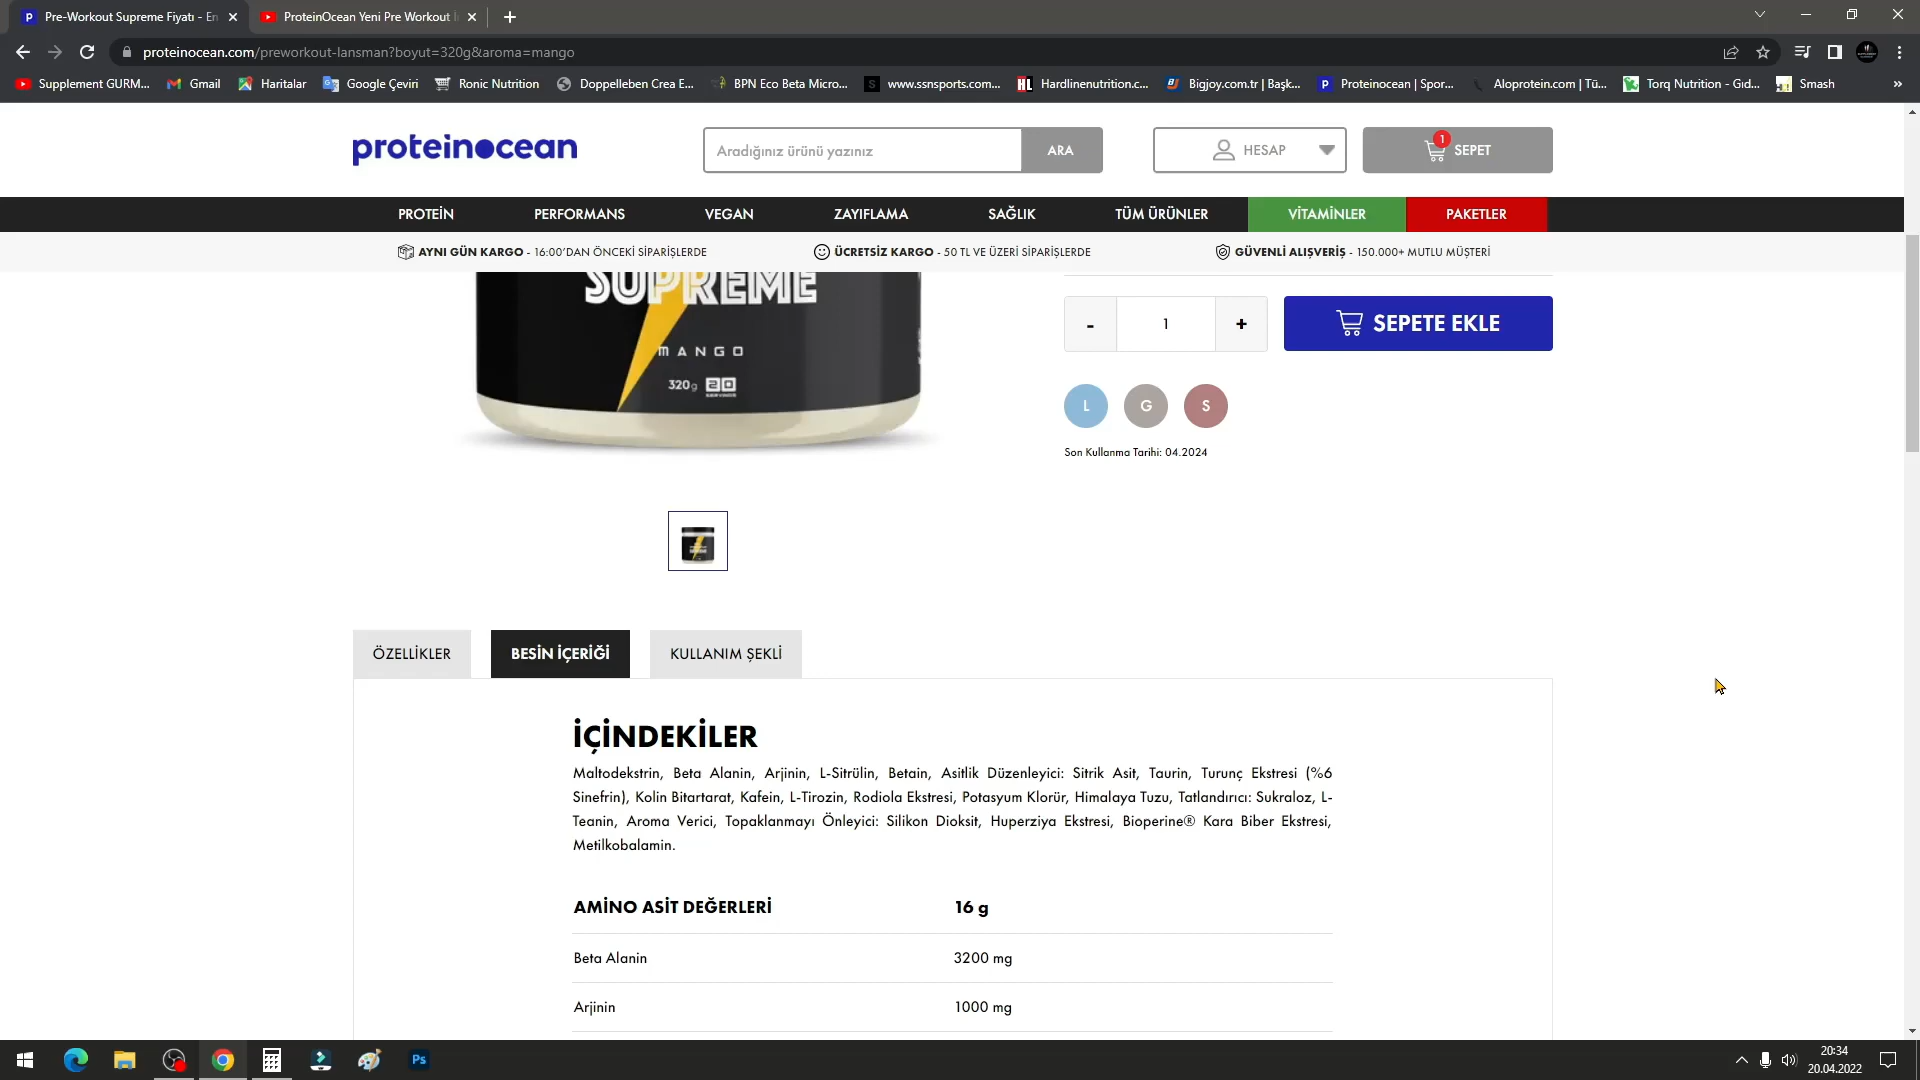 Pre-Workout Supreme Fiyatı - En
ProteinOcean Yeni Pre Workout İ
proteinocean.com/preworkout-lansman?boyut=320g&aroma=mango
Supplement GURM...
Gmail
Haritalar
Google Çeviri
Ronic Nutrition
Doppelleben Crea E...
BPN Eco Beta Micro...
www.ssnsports.com...
Hardlinenutrition.c...
Bigjoy.com.tr | Başk...
Proteinocean | Spor...
Aloprotein.com | Tü...
Torq Nutrition - Gıd...
Smash
»
proteinocean
Aradığınız ürünü yazınız
ARA
HESAP
1
SEPET
PROTEİN
PERFORMANS
VEGAN
ZAYIFLAMA
SAĞLIK
TÜM ÜRÜNLER
VİTAMİNLER
PAKETLER
AYNI GÜN KARGO - 16:00'DAN ÖNCEKİ SİPARİŞLERDE
ÜCRETSİZ KARGO - 50 TL VE ÜZERİ SİPARİŞLERDE
GÜVENLİ ALIŞVERİŞ - 150.000+ MUTLU MÜŞTERİ
SUPREME
MANGO
320g 20
- 1 +
SEPETE EKLE
L G S
Son Kullanma Tarihi: 04.2024
ÖZELLİKLER
BESİN İÇERİĞİ
KULLANIM ŞEKLİ
İÇİNDEKİLER
Maltodekstrin, Beta Alanin, Arjinin, L-Sitrülin, Betain, Asitlik Düzenleyici: Sitrik Asit, Taurin, Turunç Ekstresi (%6
Sinefrin), Kolin Bitartarat, Kafein, L-Tirozin, Rodiola Ekstresi, Potasyum Klorür, Himalaya Tuzu, Tatlandırıcı: Sukraloz, L-
Teanin, Aroma Verici, Topaklanmayı Önleyici: Silikon Dioksit, Huperziya Ekstresi, Bioperine® Kara Biber Ekstresi,
Metilkobalamin.
AMİNO ASİT DEĞERLERİ 16 g
Beta Alanin 3200 mg
Arjinin 1000 mg
Ps
20:34
20.04.2022